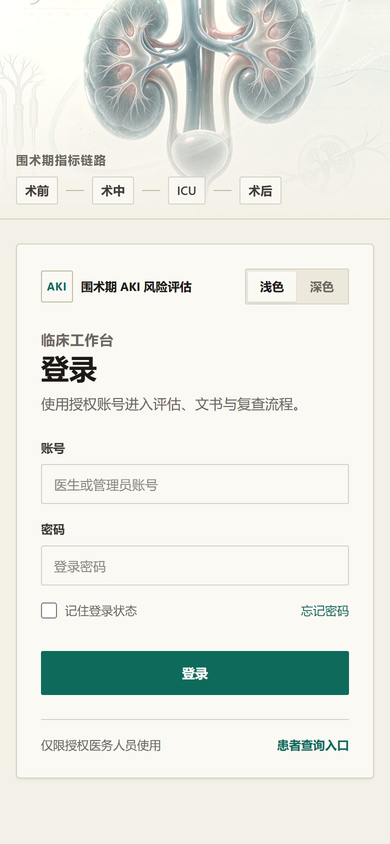 围术期指标链路
术前 术中 ICU 术后
AKI 围术期 AKI 风险评估 浅色 深色
临床工作台
登录
使用授权账号进入评估、文书与复查流程。
账号
医生或管理员账号
密码
登录密码
记住登录状态 忘记密码
登录
仅限授权医务人员使用 患者查询入口